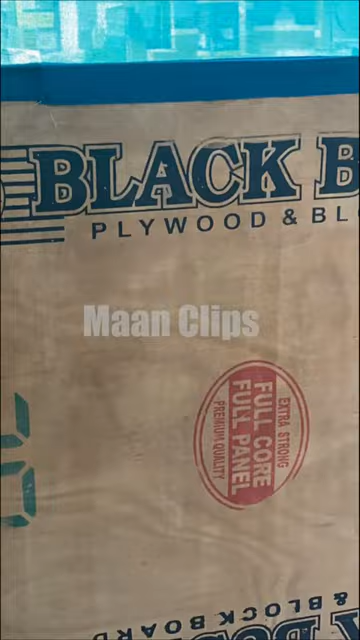 BLACK B
PLYWOOD & BL
Maan Clips
EXTRA STRONG
FULL CORE
FULL PANEL
PREMIUM QUALITY
& BLOCK BOARD